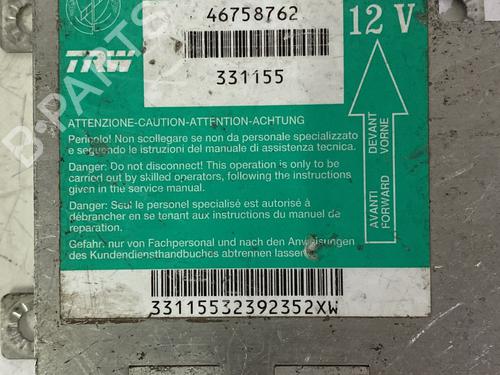 46758762
12 V
TRW
331155
ATTENZIONE-CAUTION-ATTENTION-ACHTUNG
Pericolo! Non scollegare se non da personale specializzato
e seguendo le istruzioni del manuale di assistenza tecnica.
Danger: Do not disconnect! This operation is only to be
carried out by skilled operators, following the instructions
given in the service manual.
Danger: Seul le personel specialisé est autorisé à
débrancher en se tenant aux instructions du manuel de
reparation.
Gefahr: nur von Fachpersonal und nach den Anweisungen
des Kundendiensthandbuches abtrennen lassen
AVANTI DEVANT
FORWARD VORNE
33115532392352XW
B-PARTS